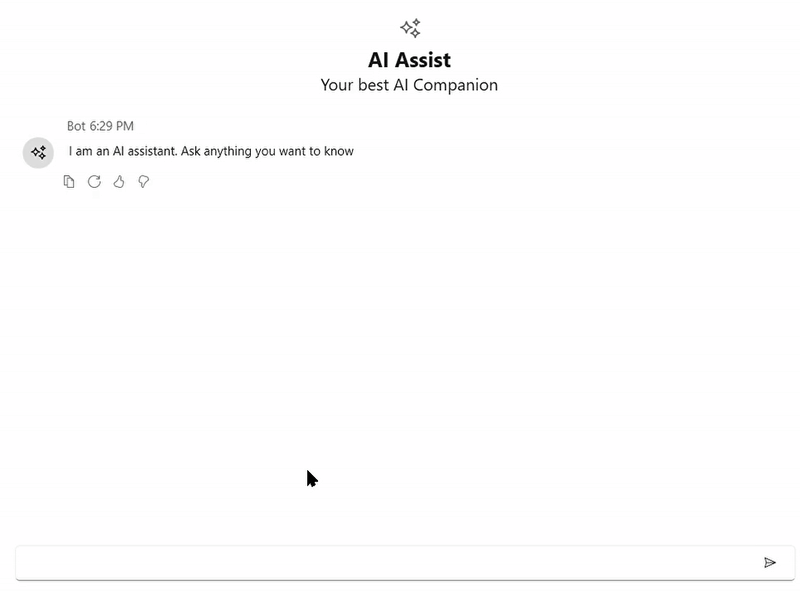 AI Assist
Your best AI Companion
Bot 6:29 PM
I am an AI assistant. Ask anything you want to know